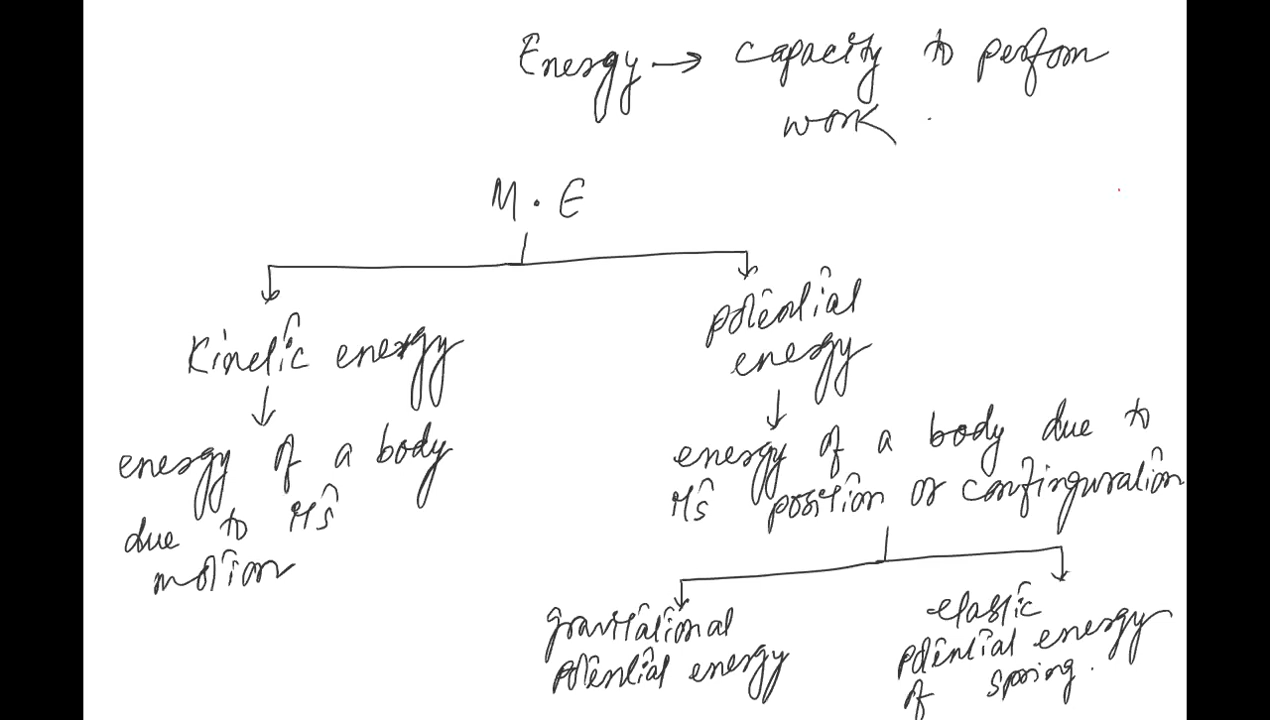 Energy → capacity to perform
work.
M. E
Kinetic energy
potential
energy
energy of a body
due to its
motion
energy of a body due to
its position or confinguration
gravitational
potential energy
elastic
potential energy
of spring.